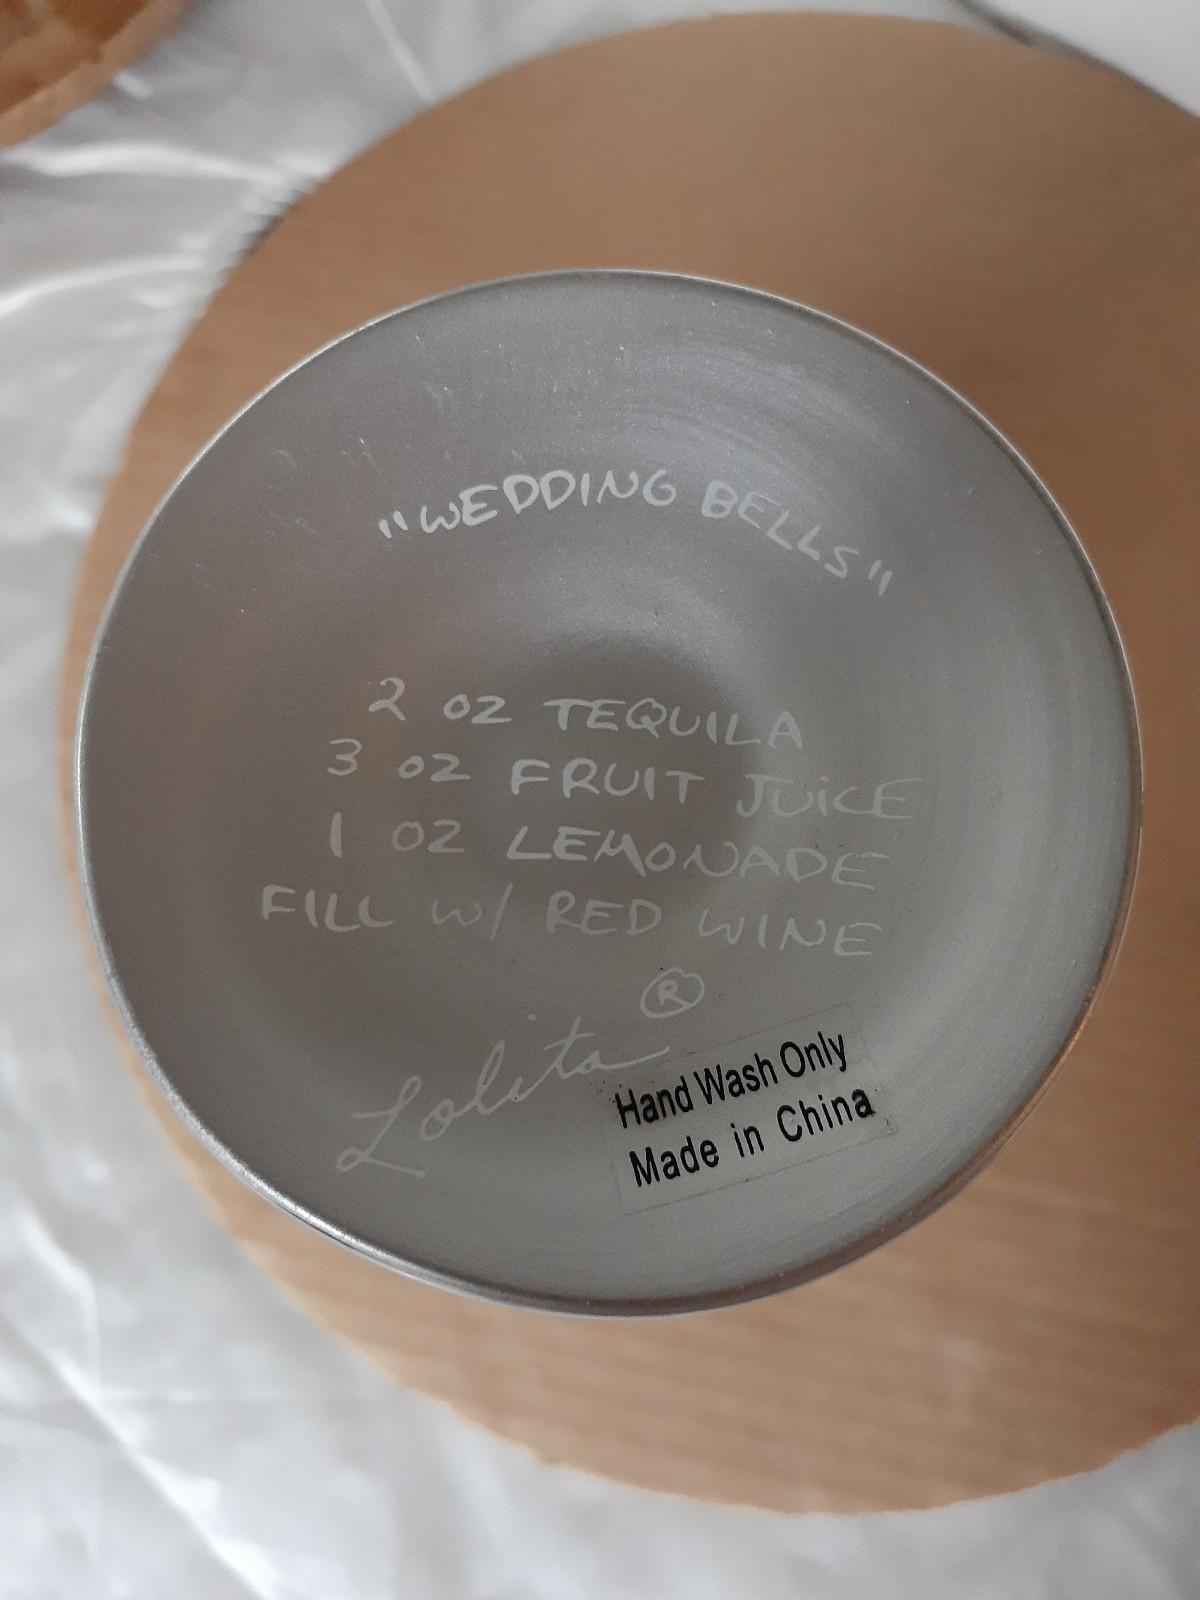 "WEDDING BELLS"
2 OZ TEQUILA
3 OZ FRUIT JUICE
1 OZ LEMONADE
FILL W/ RED WINE
Lolita ®
Hand Wash Only
Made in China